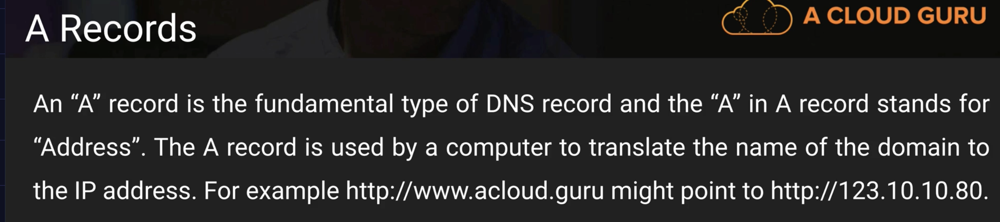 A Records
A CLOUD GURU
An “A” record is the fundamental type of DNS record and the “A” in A record stands for
“Address”. The A record is used by a computer to translate the name of the domain to
the IP address. For example http://www.acloud.guru might point to http://123.10.10.80.